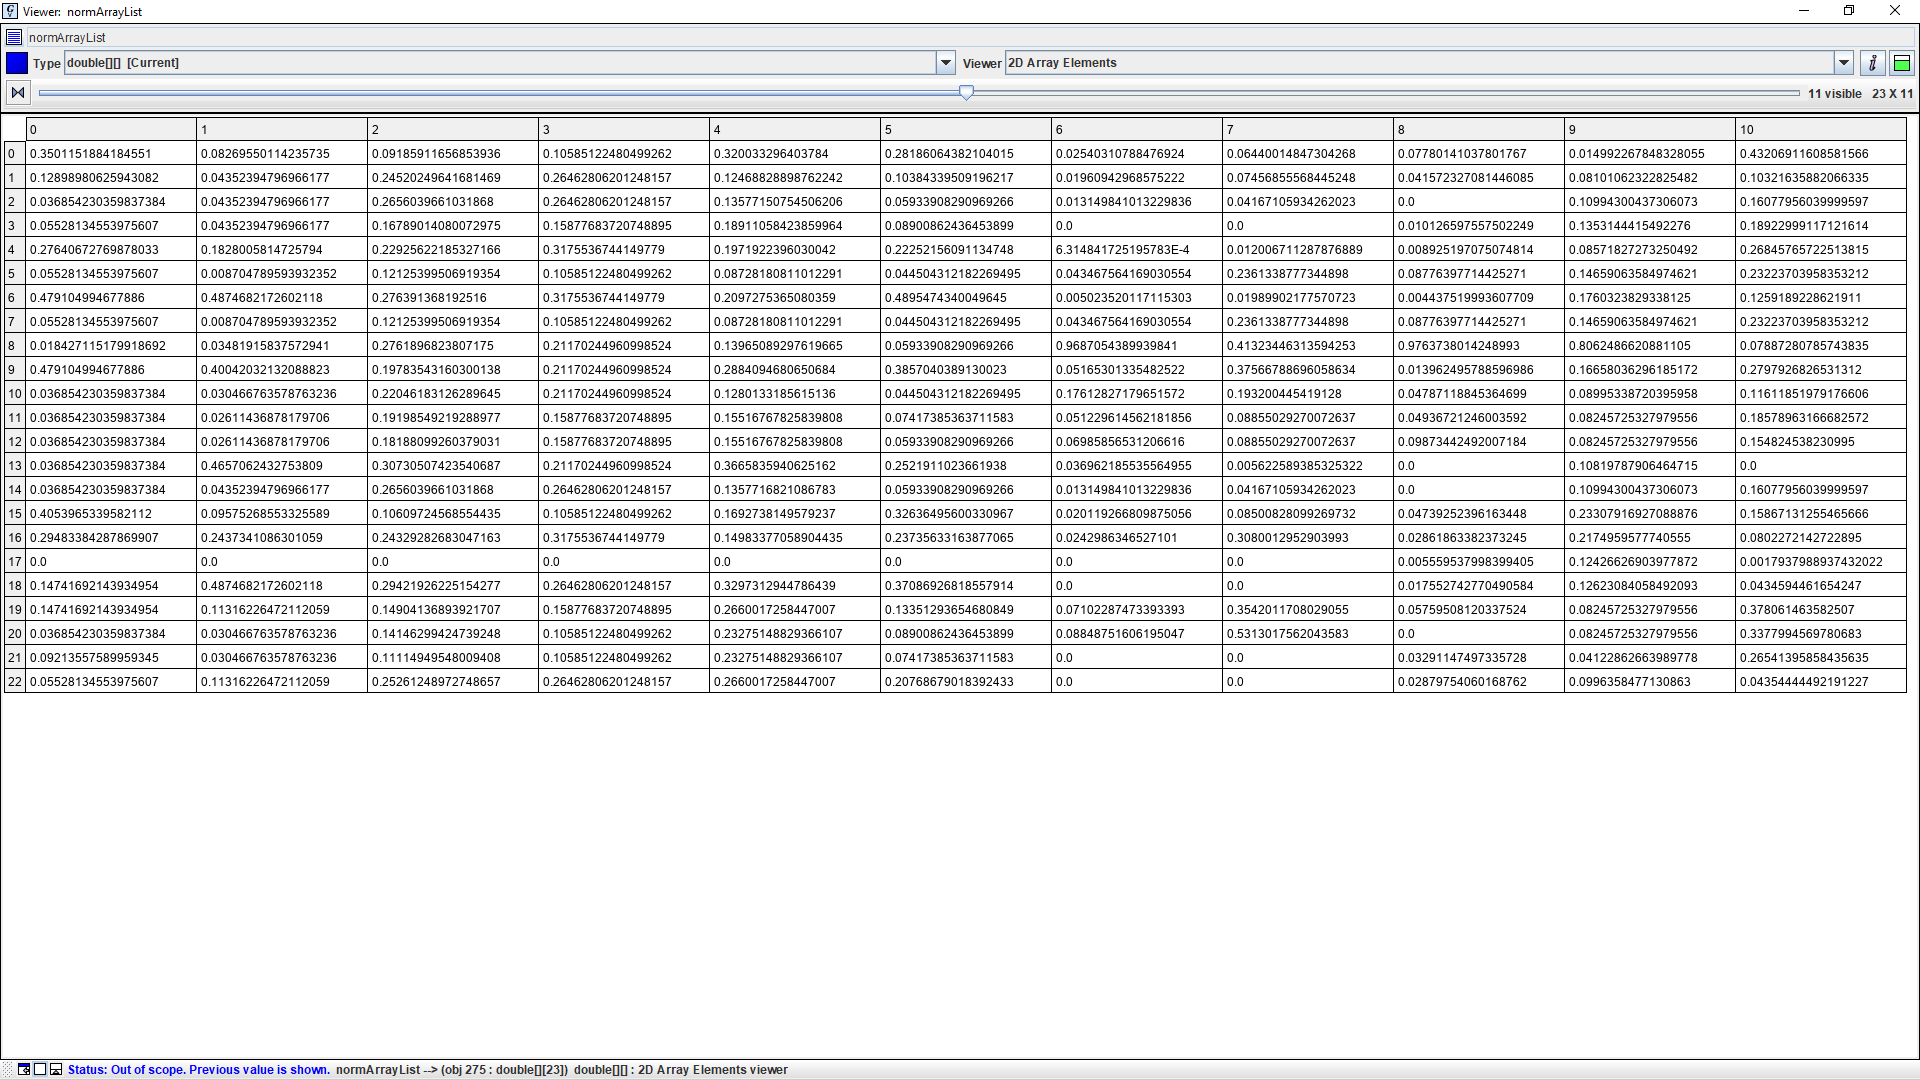 Viewer: normArrayList
normArrayList
Type double[][] [Current] Viewer 2D Array Elements
11 visible 23 X 11
0 1 2 3 4 5 6 7 8 9 10
0 0.3501151884184551 0.08269550114235735 0.09185911656853936 0.10585122480499262 0.320033296403784 0.28186064382104015 0.02540310788476924 0.06440014847304268 0.07780141037801767 0.014992267848328055 0.43206911608581566
1 0.12898980625943082 0.04352394796966177 0.24520249641681469 0.26462806201248157 0.12468828898762242 0.10384339509196217 0.01960942968575222 0.07456855568445248 0.041572327081446085 0.08101062322825482 0.10321635882066335
2 0.036854230359837384 0.04352394796966177 0.2656039661031868 0.26462806201248157 0.13577150754506206 0.05933908290969266 0.013149841013229836 0.04167105934262023 0.0 0.10994300437306073 0.16077956039999597
3 0.05528134553975607 0.04352394796966177 0.16789014080072975 0.15877683720748895 0.18911058423859964 0.08900862436453899 0.0 0.0 0.010126597557502249 0.1353144415492276 0.18922999117121614
4 0.27640672769878033 0.1828005814725794 0.22925622185327166 0.3175536744149779 0.1971922396030042 0.22252156091134748 6.314841725195783E-4 0.012006711287876889 0.008925197075074814 0.08571827273250492 0.26845765722513815
5 0.05528134553975607 0.008704789593932352 0.12125399506919354 0.10585122480499262 0.08728180811012291 0.044504312182269495 0.043467564169030554 0.2361338777344898 0.08776397714425271 0.14659063584974621 0.23223703958353212
6 0.479104994677886 0.4874682172602118 0.276391368192516 0.3175536744149779 0.2097275365080359 0.4895474340049645 0.005023520117115303 0.01989902177570723 0.004437519993607709 0.1760323829338125 0.1259189228621911
7 0.05528134553975607 0.008704789593932352 0.12125399506919354 0.10585122480499262 0.08728180811012291 0.044504312182269495 0.043467564169030554 0.2361338777344898 0.08776397714425271 0.14659063584974621 0.23223703958353212
8 0.018427115179918692 0.03481915837572941 0.2761896823807175 0.21170244960998524 0.13965089297619665 0.05933908290969266 0.9687054389939841 0.41323446313594253 0.9763738014248993 0.8062486620881105 0.07887280785743835
9 0.479104994677886 0.40042032132088823 0.19783543160300138 0.21170244960998524 0.2884094680650684 0.3857040389130023 0.05165301335482522 0.37566788696058634 0.013962495788596986 0.16658036296185172 0.2797926826531312
10 0.036854230359837384 0.030466763578763236 0.22046183126289645 0.21170244960998524 0.1280133185615136 0.044504312182269495 0.17612827179651572 0.193200445419128 0.04787118845364699 0.08995338720395958 0.11611851979176606
11 0.036854230359837384 0.02611436878179706 0.19198549219288977 0.15877683720748895 0.15516767825839808 0.07417385363711583 0.051229614562181856 0.08855029270072637 0.04936721246003592 0.08245725327979556 0.18578963166682572
12 0.036854230359837384 0.02611436878179706 0.18188099260379031 0.15877683720748895 0.15516767825839808 0.05933908290969266 0.06985856531206616 0.08855029270072637 0.09873442492007184 0.08245725327979556 0.154824538230995
13 0.036854230359837384 0.4657062432753809 0.30730507423540687 0.21170244960998524 0.3665835940625162 0.2521911023661938 0.036962185535564955 0.005622589385325322 0.0 0.10819787906464715 0.0
14 0.036854230359837384 0.04352394796966177 0.2656039661031868 0.26462806201248157 0.1357716821086783 0.05933908290969266 0.013149841013229836 0.04167105934262023 0.0 0.10994300437306073 0.16077956039999597
15 0.4053965339582112 0.09575268553325589 0.10609724568554435 0.10585122480499262 0.1692738149579237 0.32636495600330967 0.020119266809875056 0.08500828099269732 0.04739252396163448 0.23307916927088876 0.15867131255465666
16 0.29483384287869907 0.2437341086301059 0.24329282683047163 0.3175536744149779 0.14983377058904435 0.23735633163877065 0.0242986346527101 0.3080012952903993 0.02861863382373245 0.2174959577740555 0.0802272142722895
17 0.0 0.0 0.0 0.0 0.0 0.0 0.0 0.0 0.005559537998399405 0.12426626903977872 0.0017937988937432022
18 0.14741692143934954 0.4874682172602118 0.29421926225154277 0.26462806201248157 0.3297312944786439 0.37086926818557914 0.0 0.0 0.017552742770490584 0.12623084058492093 0.0434594461654247
19 0.14741692143934954 0.11316226472112059 0.14904136893921707 0.15877683720748895 0.2660017258447007 0.13351293654680849 0.07102287473393393 0.3542011708029055 0.05759508120337524 0.08245725327979556 0.378061463582507
20 0.036854230359837384 0.030466763578763236 0.14146299424739248 0.10585122480499262 0.23275148829366107 0.08900862436453899 0.08848751606195047 0.5313017562043583 0.0 0.08245725327979556 0.3377994569780683
21 0.09213557589959345 0.030466763578763236 0.11114949548009408 0.10585122480499262 0.23275148829366107 0.07417385363711583 0.0 0.0 0.03291147497335728 0.04122862663989778 0.26541395858435635
22 0.05528134553975607 0.11316226472112059 0.25261248972748657 0.26462806201248157 0.2660017258447007 0.20768679018392433 0.0 0.0 0.02879754060168762 0.0996358477130863 0.04354444492191227
Status: Out of scope. Previous value is shown. normArrayList --> (obj 275 : double[][23]) double[][] : 2D Array Elements viewer